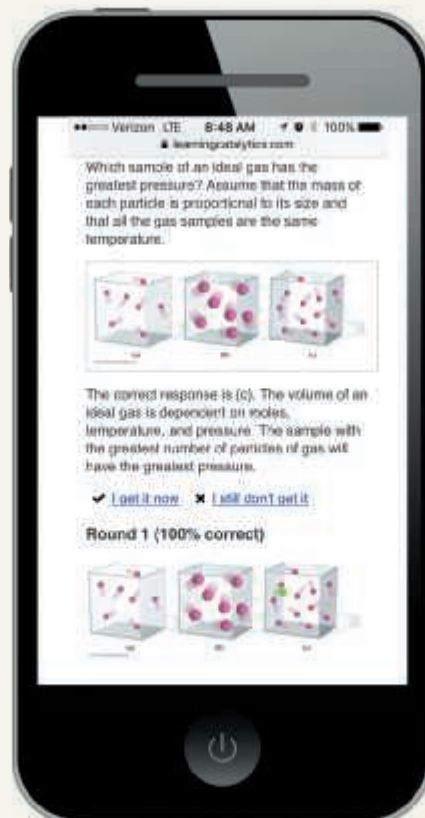 Verizon LTE 8:48 AM 100%
learningcatalytics.com
Which sample of an ideal gas has the
greatest pressure? Assume that the mass of
each particle is proportional to its size and
that all the gas samples are the same
temperature.
(a) (b) (c)
The correct response is (c). The volume of an
ideal gas is dependent on moles,
temperature, and pressure. The sample with
the greatest number of particles of gas will
have the greatest pressure.
I get it now I still don't get it
Round 1 (100% correct)
(a) (b) (c)